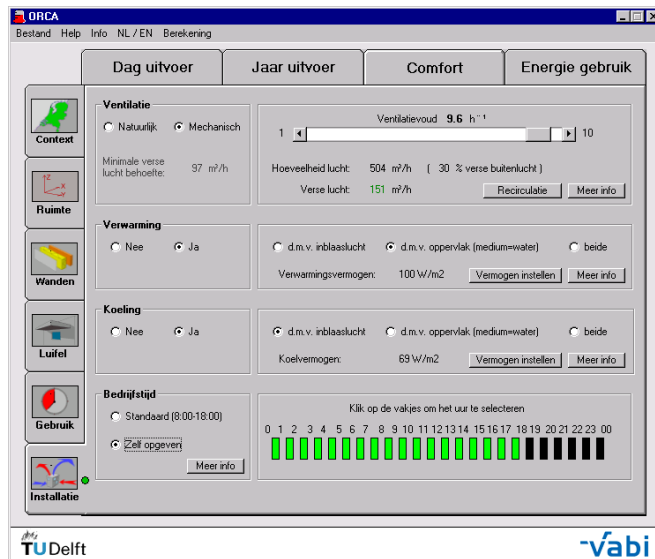 ORCA
Bestand Help Info NL / EN Berekening
Dag uitvoer Jaar uitvoer Comfort Energie gebruik
Context
Ruimte
Wanden
Luifel
Gebruik
Installatie
Ventilatie
Natuurlijk Mechanisch
Minimale verse
lucht behoefte: 97 m³/h
Ventilatievoud 9.6 h⁻¹
1 10
Hoeveelheid lucht: 504 m³/h ( 30 % verse buitenlucht )
Verse lucht: 151 m³/h Recirculatie Meer info
Verwarming
Nee Ja
d.m.v. inblaaslucht d.m.v. oppervlak (medium=water) beide
Verwarmingsvermogen: 100 W/m2 Vermogen instellen Meer info
Koeling
Nee Ja
d.m.v. inblaaslucht d.m.v. oppervlak (medium=water) beide
Koelvermogen: 69 W/m2 Vermogen instellen Meer info
Bedrijfstijd
Standaard (8:00-18:00)
Zelf opgeven
Meer info
Klik op de vakjes om het uur te selecteren
0 1 2 3 4 5 6 7 8 9 10 11 12 13 14 15 16 17 18 19 20 21 22 23 00
TU Delft
vabi